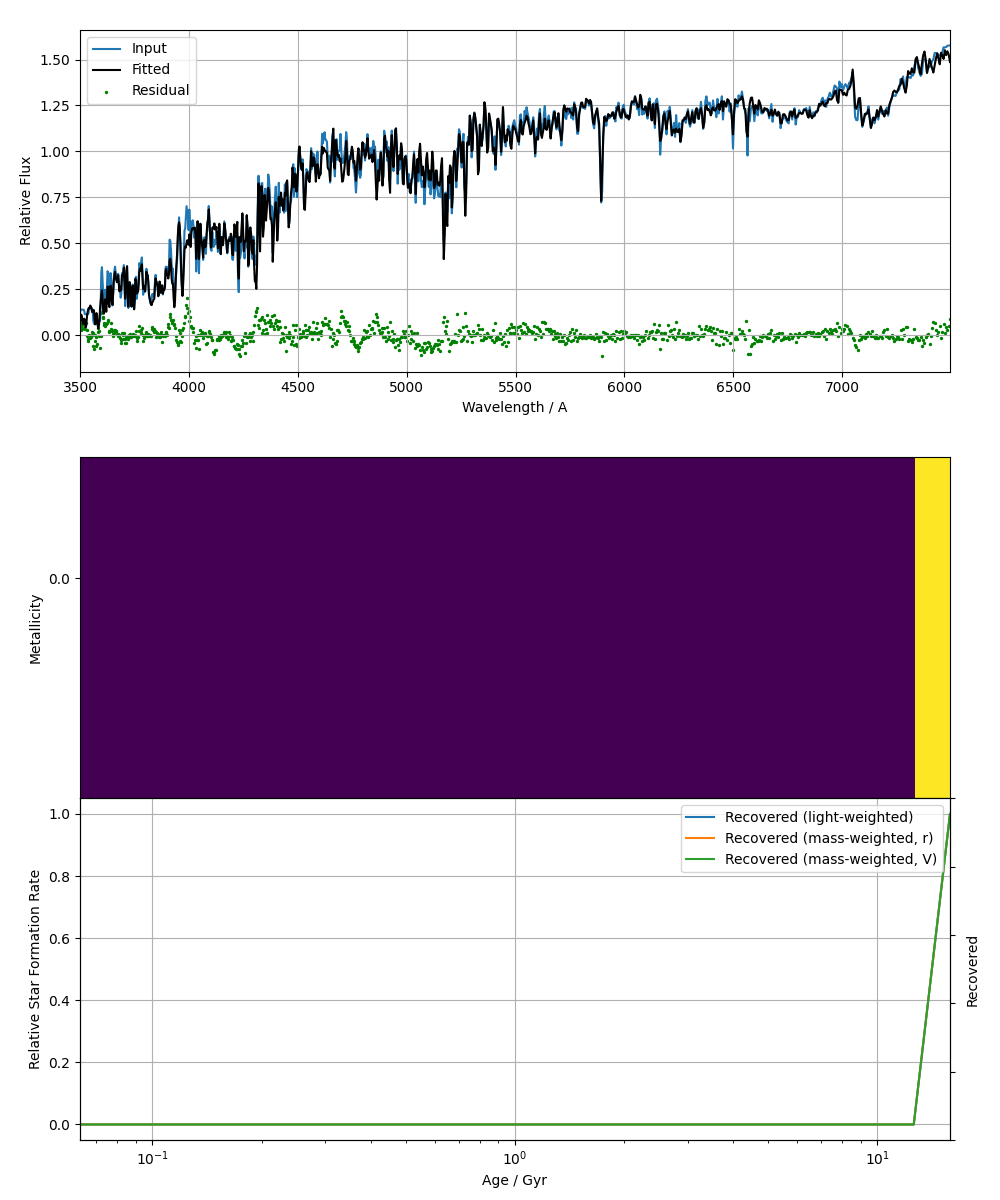 1.50
1.25
1.00
0.75
0.50
0.25
0.00
Relative Flux
Input
Fitted
Residual
3500 4000 4500 5000 5500 6000 6500 7000
Wavelength / A
0.0
Metallicity
1.0
0.8
0.6
0.4
0.2
0.0
Relative Star Formation Rate
Recovered (light-weighted)
Recovered (mass-weighted, r)
Recovered (mass-weighted, V)
Recovered
10⁻¹ 10⁰ 10¹
Age / Gyr